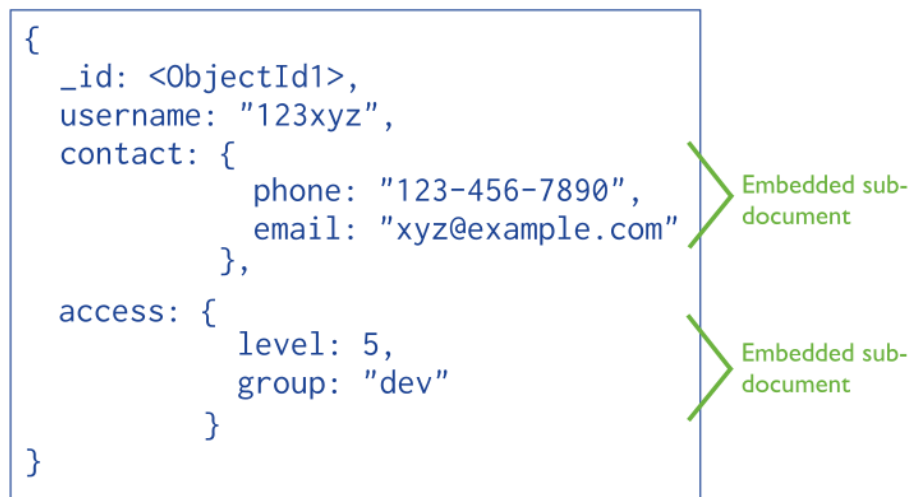 {
_id: <ObjectId1>,
username: "123xyz",
contact: {
phone: "123-456-7890",
email: "xyz@example.com"
},
access: {
level: 5,
group: "dev"
}
}
Embedded sub-
document
Embedded sub-
document